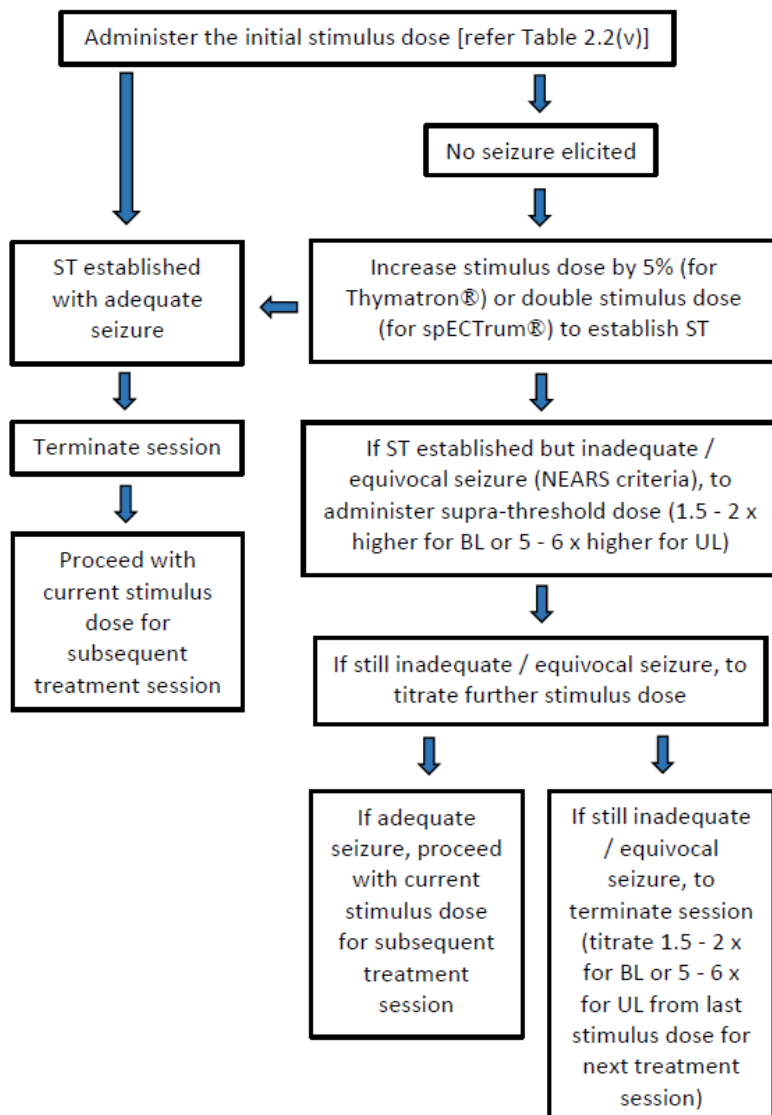 Administer the initial stimulus dose [refer Table 2.2(v)]
No seizure elicited
ST established
with adequate
seizure
Increase stimulus dose by 5% (for
Thymatron®) or double stimulus dose
(for spECTrum®) to establish ST
Terminate session
If ST established but inadequate /
equivocal seizure (NEARS criteria), to
administer supra-threshold dose (1.5 - 2 x
higher for BL or 5 - 6 x higher for UL)
Proceed with
current stimulus
dose for
subsequent
treatment session
If still inadequate / equivocal seizure, to
titrate further stimulus dose
If adequate
seizure, proceed
with current
stimulus dose
for subsequent
treatment
session
If still inadequate
/ equivocal
seizure, to
terminate session
(titrate 1.5 - 2 x
for BL or 5 - 6 x
for UL from last
stimulus dose for
next treatment
session)